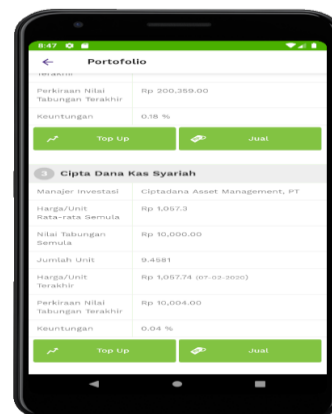 8:47
Portofolio
Terakhir
Perkiraan Nilai Rp 200,359.00
Tabungan Terakhir
Keuntungan 0.18 %
Top Up Jual
3 Cipta Dana Kas Syariah
Manajer Investasi Ciptadana Asset Management, PT
Harga/Unit Rp 1,057.3
Rata-rata Semula
Nilai Tabungan Rp 10,000.00
Semula
Jumlah Unit 9.4581
Harga/Unit Rp 1,057.74 (07-02-2020)
Terakhir
Perkiraan Nilai Rp 10,004.00
Tabungan Terakhir
Keuntungan 0.04 %
Top Up Jual